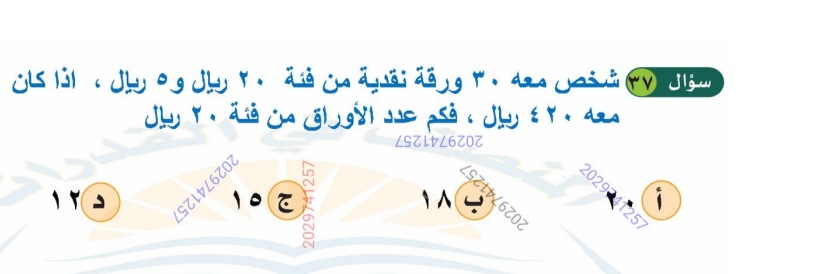 سؤال ٣٧ شخص معه ٣٠ ورقة نقدية من فئة ٢٠ ريال و ٥ ريال ، اذا كان
معه ٤٢٠ ريال ، فكم عدد الأوراق من فئة ٢٠ ريال
2029741257
أ ٢٠ ب ١٨ ج ١٥ د ١٢
2029741257
2029741257
2029741257
2029741257